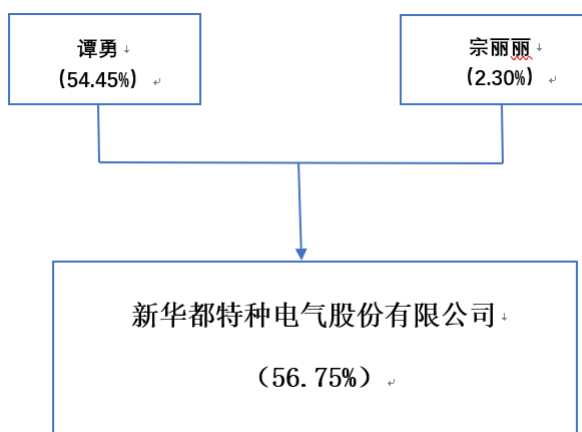 谭勇
（54.45%）
宗丽丽
（2.30%）
新华都特种电气股份有限公司
（56.75%）